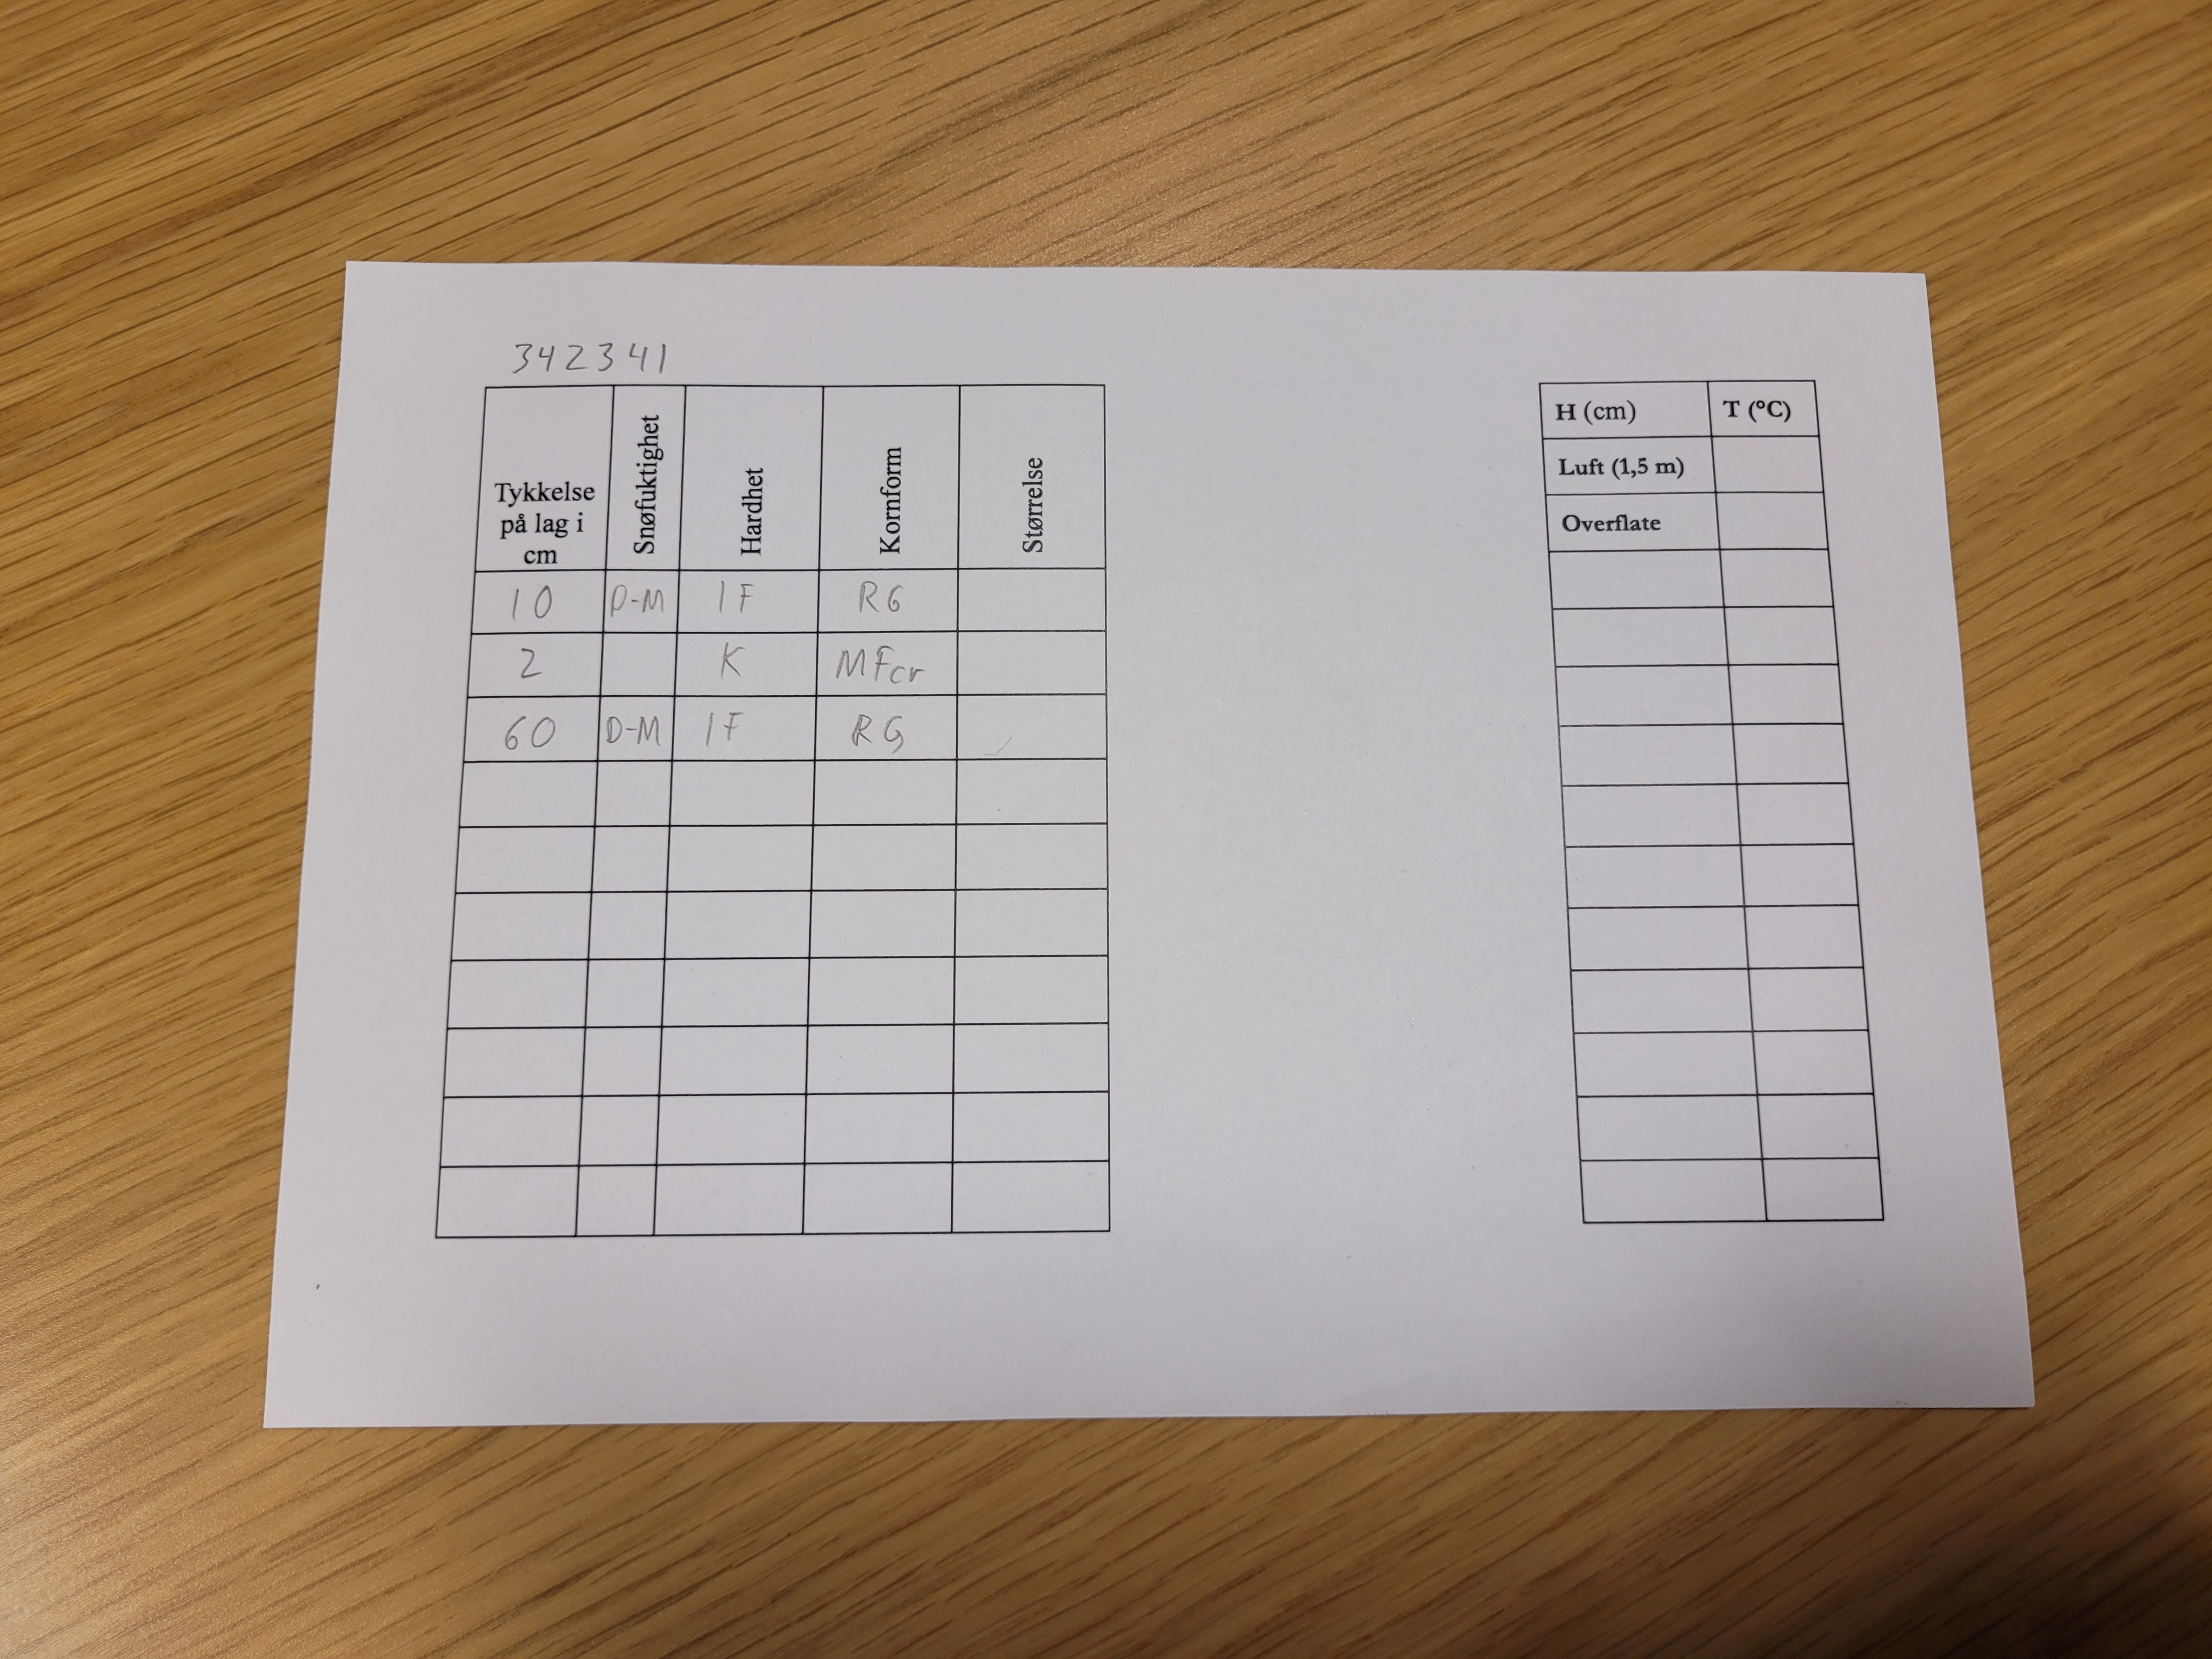 342341
Tykkelse på lag i cm Snøfuktighet Hardhet Kornform Størrelse
10 D-M 1F RG
2 K MFcr
60 D-M 1F RG
H (cm) T (°C)
Luft (1,5 m)
Overflate